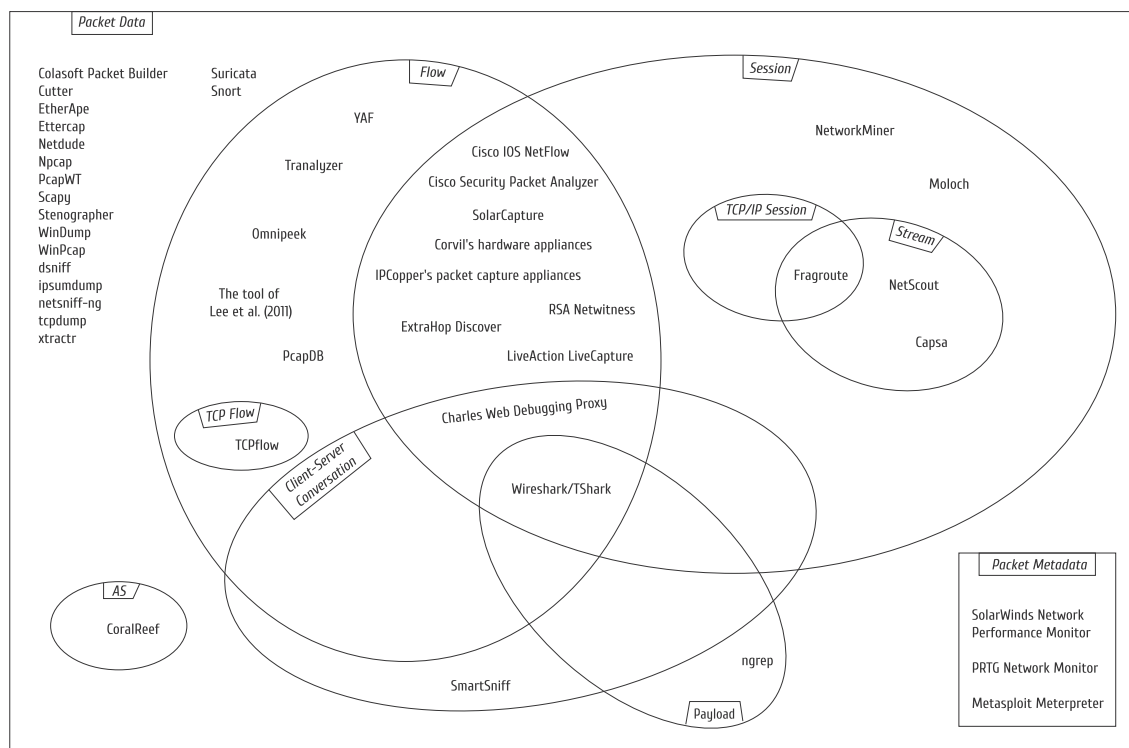 Packet Data
Colasoft Packet Builder
Cutter
EtherApe
Ettercap
Netdude
Npcap
PcapWT
Scapy
Stenographer
WinDump
WinPcap
dsniff
ipsumdump
netsniff-ng
tcpdump
xtractr
Suricata
Snort
Flow
YAF
Tranalyzer
Omnipeek
The tool of
Lee et al. (2011)
PcapDB
TCP Flow
TCPflow
Cisco IOS NetFlow
Cisco Security Packet Analyzer
SolarCapture
Corvil's hardware appliances
IPCopper's packet capture appliances
RSA Netwitness
ExtraHop Discover
LiveAction LiveCapture
Session
NetworkMiner
Moloch
TCP/IP Session
Stream
Fragroute
NetScout
Capsa
Charles Web Debugging Proxy
Client-Server
Conversation
Wireshark/TShark
AS
CoralReef
SmartSniff
ngrep
Payload
Packet Metadata
SolarWinds Network
Performance Monitor
PRTG Network Monitor
Metasploit Meterpreter